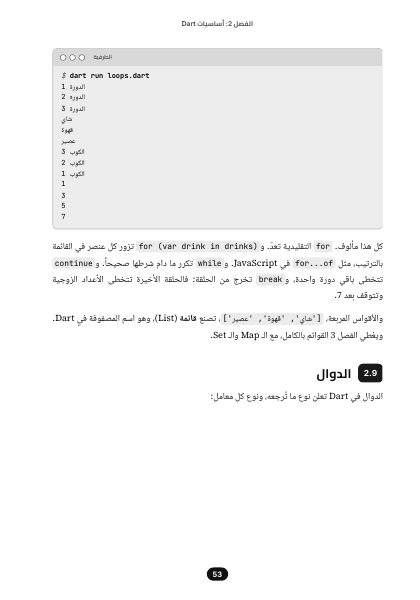 الفصل 2: أساسيات Dart
الطرفية
$ dart run loops.dart
الدورة 1
الدورة 2
الدورة 3
شاي
قهوة
عصير
الكوب 3
الكوب 2
الكوب 1
1
3
5
7
كل هذا مألوف. for التقليدية تعدّ. و for (var drink in drinks) تزور كل عنصر في القائمة
بالترتيب، مثل for...of في JavaScript. و while تكرر ما دام شرطها صحيحاً. و continue
تتخطى باقي دورة واحدة، و break تخرج من الحلقة: فالحلقة الأخيرة تتخطى الأعداد الزوجية
وتتوقف بعد 7.
والأقواس المربعة، ['شاي', 'قهوة', 'عصير']، تصنع قائمة (List)، وهو اسم المصفوفة في Dart.
ويغطي الفصل 3 القوائم بالكامل، مع الـ Map والـ Set.
2.9 الدوال
الدوال في Dart تعلن نوع ما تُرجعه، ونوع كل معامل:
53